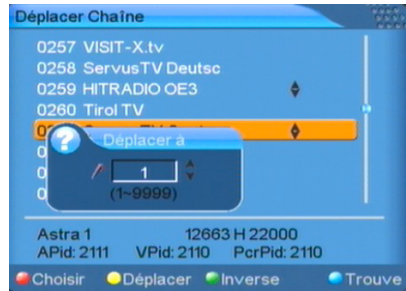 Déplacer Chaîne
0257 VISIT-X.tv
0258 ServusTV Deutsc
0259 HITRADIO OE3
0260 Tirol TV
Déplacer à
1
(1~9999)
Astra 1 12663 H 22000
APid: 2111 VPid: 2110 PcrPid: 2110
Choisir Déplacer Inverse Trouve